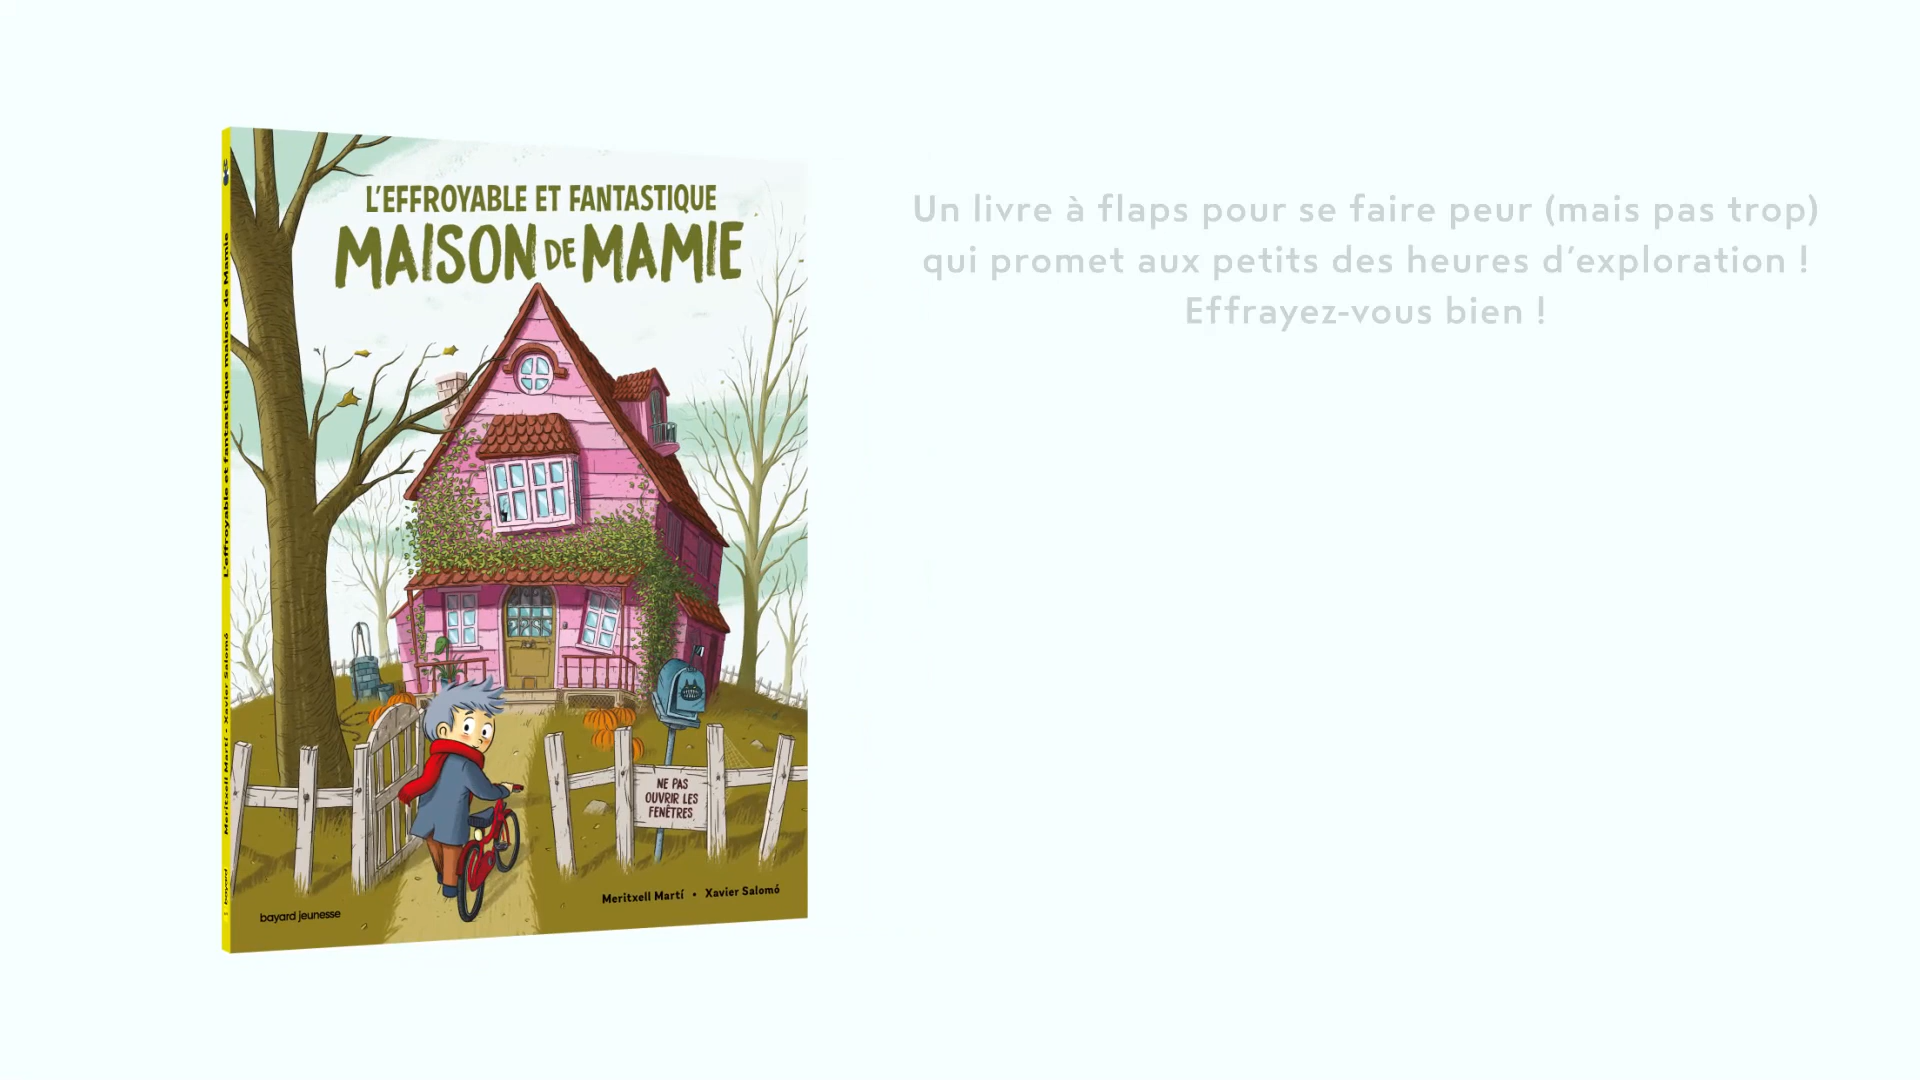 L'EFFROYABLE ET FANTASTIQUE
MAISON DE MAMIE
NE PAS
OUVRIR LES
FENÊTRES
Meritxell Martí • Xavier Salomó
bayard jeunesse
L'effroyable et fantastique maison de Mamie
Meritxell Martí - Xavier Salomó
bayard
Un livre à flaps pour se faire peur (mais pas trop)
qui promet aux petits des heures d'exploration !
Effrayez-vous bien !